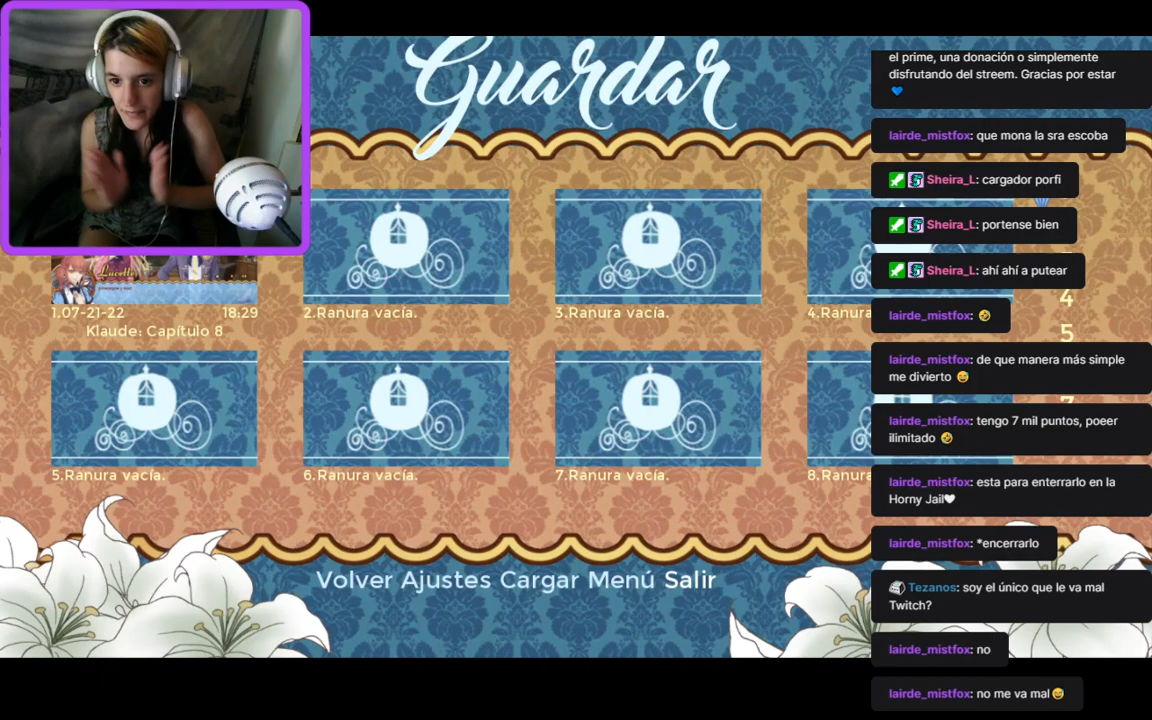 Guardar
Lucette
1.07-21-22
18:29
Klaude: Capítulo 8
2.Ranura vacía.
3.Ranura vacía.
4.Ranura
5.Ranura vacía.
6.Ranura vacía.
7.Ranura vacía.
8.Ranura
4
5
7
Volver Ajustes Cargar Menú Salir
el prime, una donación o simplemente
disfrutando del streem. Gracias por estar
💙
lairde_mistfox: que mona la sra escoba
Sheira_L: cargador porfi
Sheira_L: portense bien
Sheira_L: ahí ahí a putear
lairde_mistfox: 🤣
lairde_mistfox: de que manera más simple
me divierto 😅
lairde_mistfox: tengo 7 mil puntos, poeer
ilimitado 🤣
lairde_mistfox: esta para enterrarlo en la
Horny Jail🤍
lairde_mistfox: *encerrarlo
Tezanos: soy el único que le va mal
Twitch?
lairde_mistfox: no
lairde_mistfox: no me va mal😅